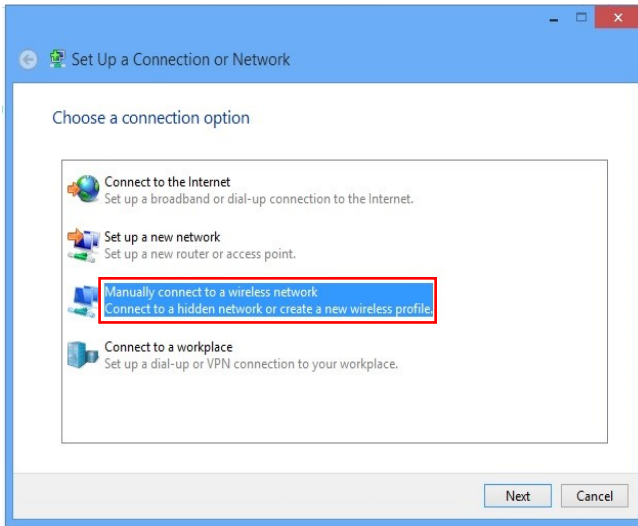 Set Up a Connection or Network
Choose a connection option
Connect to the Internet
Set up a broadband or dial-up connection to the Internet.
Set up a new network
Set up a new router or access point.
Manually connect to a wireless network
Connect to a hidden network or create a new wireless profile.
Connect to a workplace
Set up a dial-up or VPN connection to your workplace.
Next Cancel